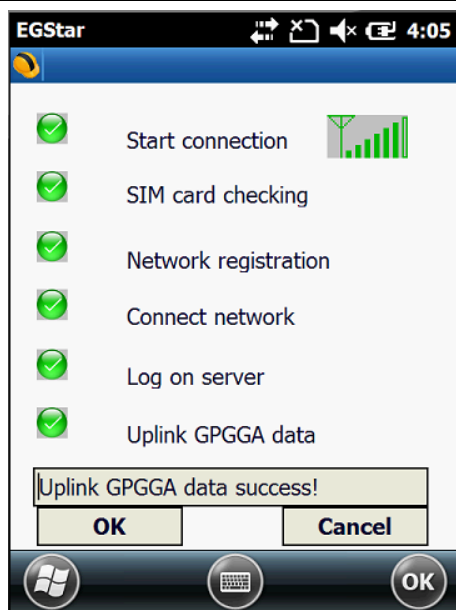 EGStar 4:05
Start connection
SIM card checking
Network registration
Connect network
Log on server
Uplink GPGGA data
Uplink GPGGA data success!
OK Cancel
OK